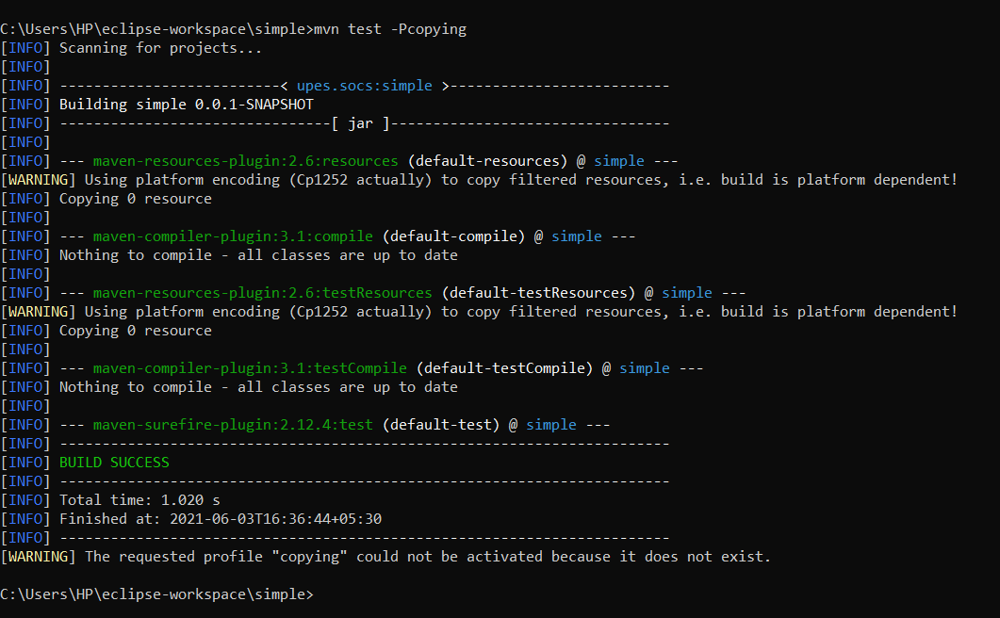 C:\Users\HP\eclipse-workspace\simple>mvn test -Pcopying
[INFO] Scanning for projects...
[INFO]
[INFO] --------------------------< upes.socs:simple >--------------------------
[INFO] Building simple 0.0.1-SNAPSHOT
[INFO] --------------------------------[ jar ]---------------------------------
[INFO]
[INFO] --- maven-resources-plugin:2.6:resources (default-resources) @ simple ---
[WARNING] Using platform encoding (Cp1252 actually) to copy filtered resources, i.e. build is platform dependent!
[INFO] Copying 0 resource
[INFO]
[INFO] --- maven-compiler-plugin:3.1:compile (default-compile) @ simple ---
[INFO] Nothing to compile - all classes are up to date
[INFO]
[INFO] --- maven-resources-plugin:2.6:testResources (default-testResources) @ simple ---
[WARNING] Using platform encoding (Cp1252 actually) to copy filtered resources, i.e. build is platform dependent!
[INFO] Copying 0 resource
[INFO]
[INFO] --- maven-compiler-plugin:3.1:testCompile (default-testCompile) @ simple ---
[INFO] Nothing to compile - all classes are up to date
[INFO]
[INFO] --- maven-surefire-plugin:2.12.4:test (default-test) @ simple ---
[INFO] ------------------------------------------------------------------------
[INFO] BUILD SUCCESS
[INFO] ------------------------------------------------------------------------
[INFO] Total time: 1.020 s
[INFO] Finished at: 2021-06-03T16:36:44+05:30
[INFO] ------------------------------------------------------------------------
[WARNING] The requested profile "copying" could not be activated because it does not exist.
C:\Users\HP\eclipse-workspace\simple>